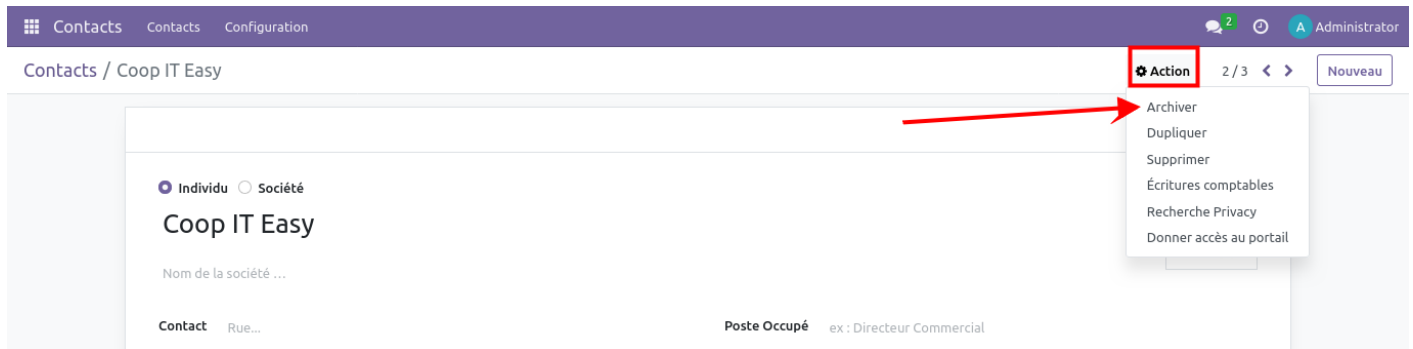 Contacts Contacts Configuration 2 A Administrator
Contacts / Coop IT Easy Action 2 / 3 Nouveau
Archiver
Dupliquer
Supprimer
Individu Société
Écritures comptables
Recherche Privacy
Coop IT Easy
Donner accès au portail
Nom de la société ...
Contact Rue... Poste Occupé ex : Directeur Commercial